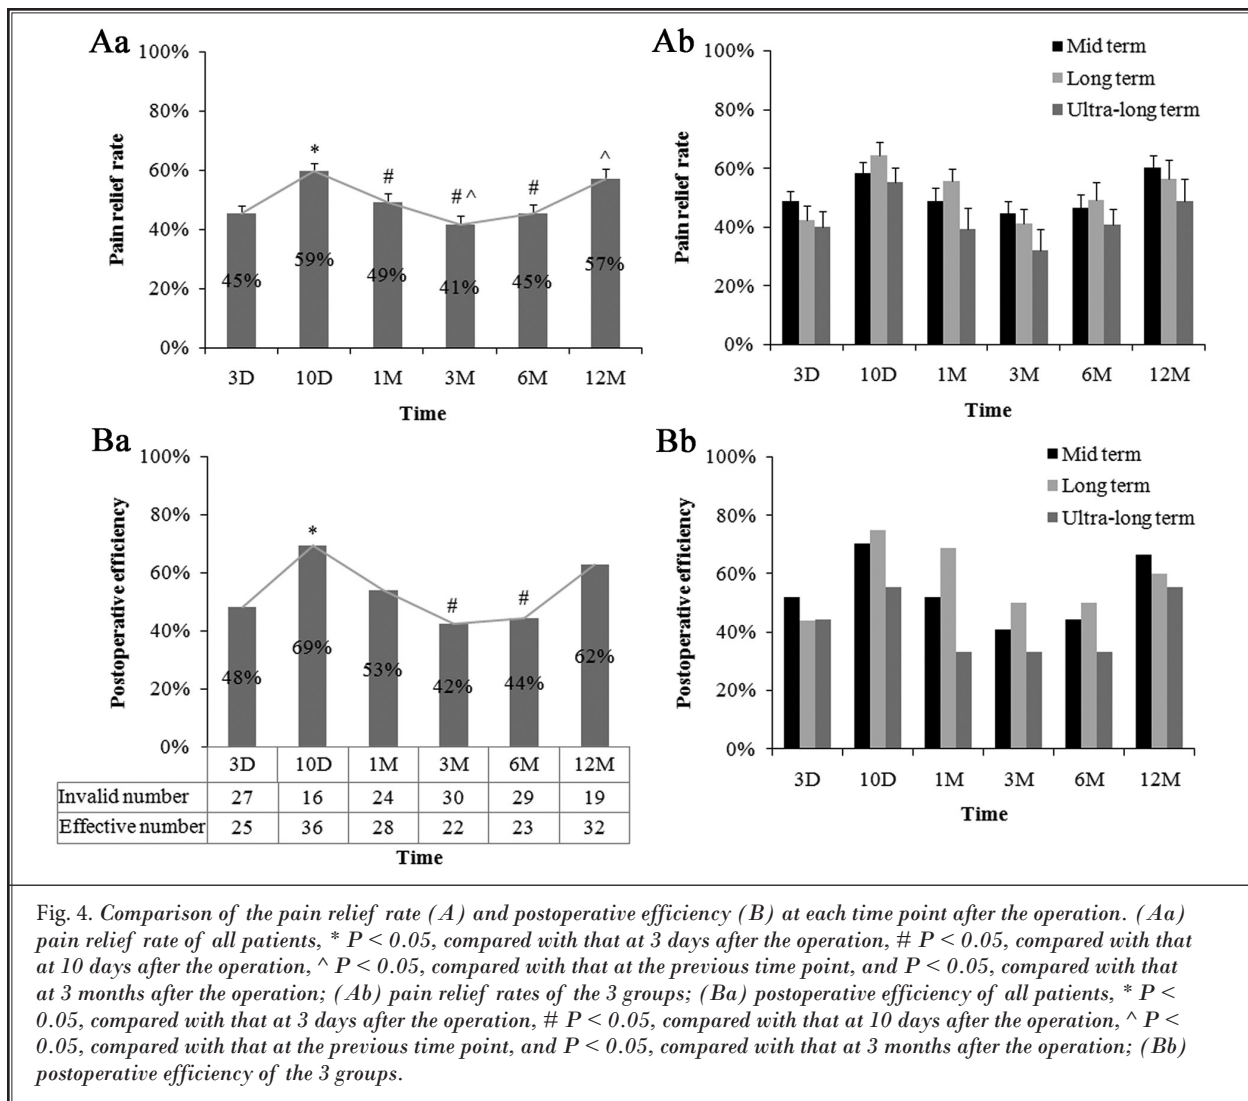 Aa
100%
80%
60%
40%
20%
0%
Pain relief rate
*
#
# ^
#
^
45%
59%
49%
41%
45%
57%
3D 10D 1M 3M 6M 12M
Time
Ab
100%
80%
60%
40%
20%
0%
Pain relief rate
Mid term
Long term
Ultra-long term
3D 10D 1M 3M 6M 12M
Time
Ba
100%
80%
60%
40%
20%
0%
Postoperative efficiency
*
#
#
48%
69%
53%
42%
44%
62%
3D 10D 1M 3M 6M 12M
Invalid number 27 16 24 30 29 19
Effective number 25 36 28 22 23 32
Time
Bb
100%
80%
60%
40%
20%
0%
Postoperative efficiency
Mid term
Long term
Ultra-long term
3D 10D 1M 3M 6M 12M
Time
Fig. 4. Comparison of the pain relief rate (A) and postoperative efficiency (B) at each time point after the operation. (Aa)
pain relief rate of all patients, * P < 0.05, compared with that at 3 days after the operation, # P < 0.05, compared with that
at 10 days after the operation, ^ P < 0.05, compared with that at the previous time point, and P < 0.05, compared with that
at 3 months after the operation; (Ab) pain relief rates of the 3 groups; (Ba) postoperative efficiency of all patients, * P <
0.05, compared with that at 3 days after the operation, # P < 0.05, compared with that at 10 days after the operation, ^ P <
0.05, compared with that at the previous time point, and P < 0.05, compared with that at 3 months after the operation; (Bb)
postoperative efficiency of the 3 groups.